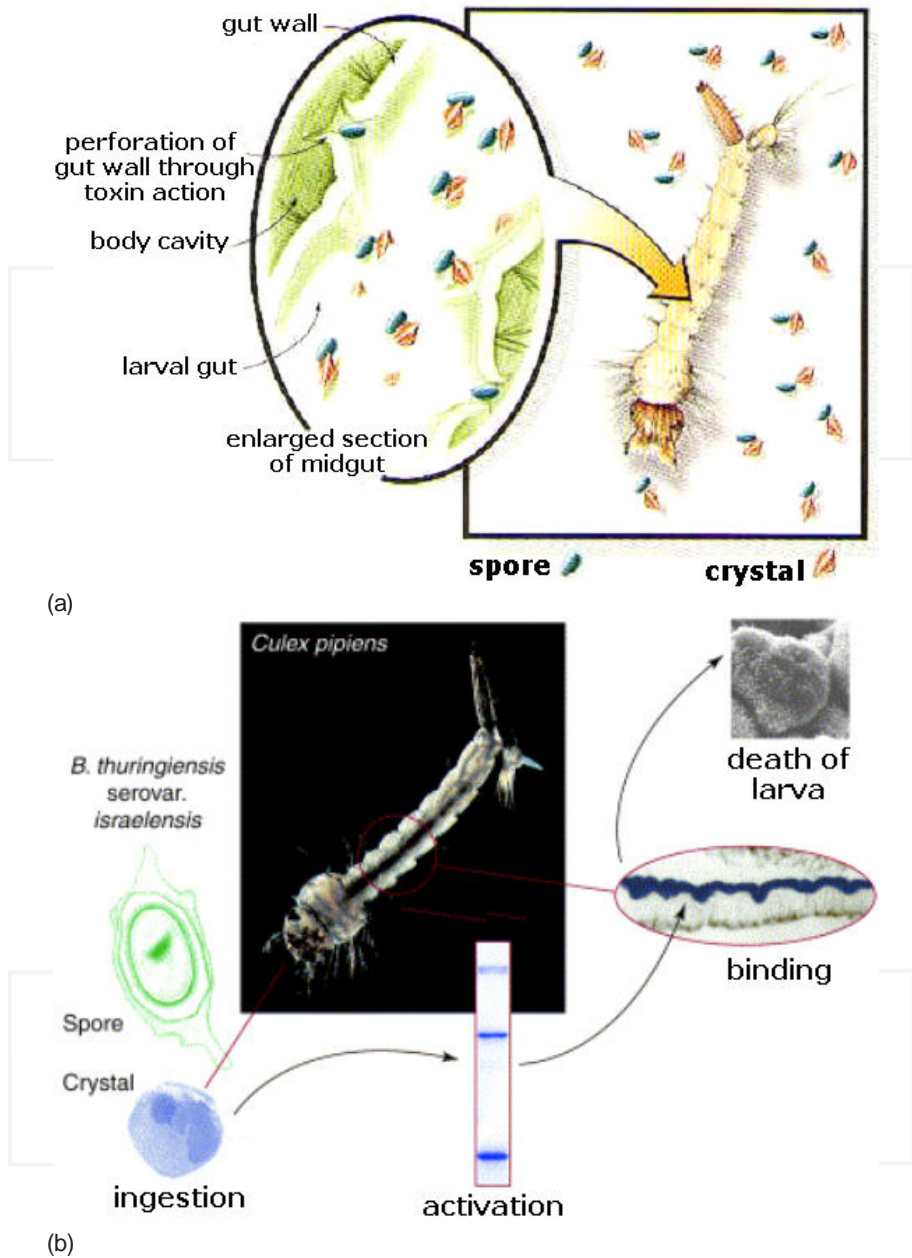 gut wall
perforation of
gut wall through
toxin action
body cavity
larval gut
enlarged section
of midgut
spore
crystal
(a)
Culex pipiens
B. thuringiensis
serovar.
israelensis
death of
larva
binding
Spore
Crystal
ingestion
activation
(b)